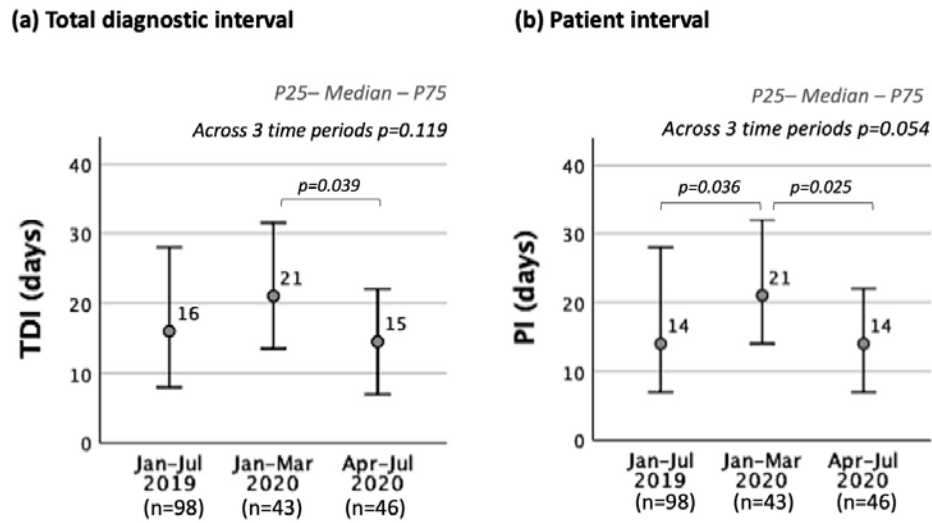 (a) Total diagnostic interval
P25– Median – P75
Across 3 time periods p=0.119
TDI (days)
40
30
20
10
0
p=0.039
16
21
15
Jan–Jul
2019
(n=98)
Jan–Mar
2020
(n=43)
Apr–Jul
2020
(n=46)
(b) Patient interval
P25– Median – P75
Across 3 time periods p=0.054
PI (days)
40
30
20
10
0
p=0.036
p=0.025
14
21
14
Jan–Jul
2019
(n=98)
Jan–Mar
2020
(n=43)
Apr–Jul
2020
(n=46)